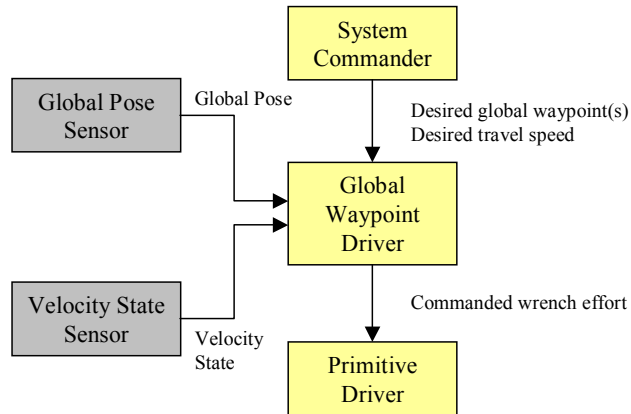 System
Commander
Global Pose
Sensor
Global Pose
Desired global waypoint(s)
Desired travel speed
Global
Waypoint
Driver
Velocity State
Sensor
Velocity
State
Commanded wrench effort
Primitive
Driver